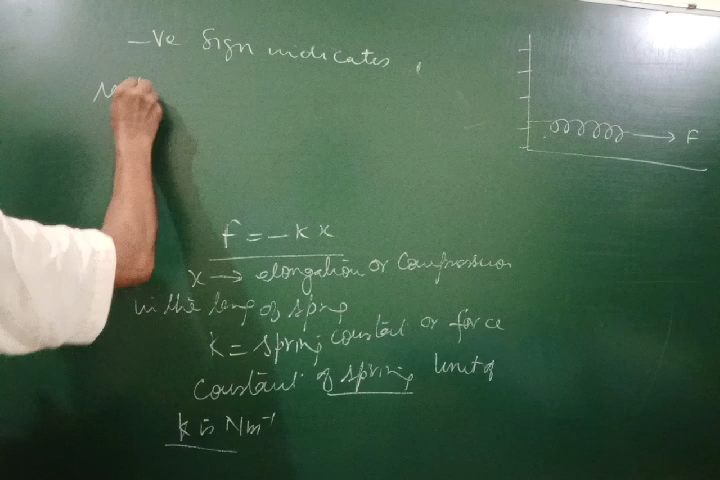 -Ve Sign indicates,
F
F = -kx
x → elongation or Compression
in the leng of spring
k = spring constant or force
constant of spring Unit of
k is Nm⁻¹